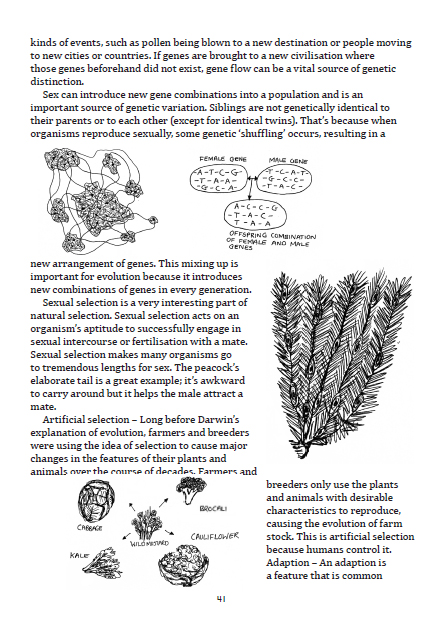 kinds of events, such as pollen being blown to a new destination or people moving
to new cities or countries. If genes are brought to a new civilisation where
those genes beforehand did not exist, gene flow can be a vital source of genetic
distinction.
Sex can introduce new gene combinations into a population and is an
important source of genetic variation. Siblings are not genetically identical to
their parents or to each other (except for identical twins). That's because when
organisms reproduce sexually, some genetic 'shuffling' occurs, resulting in a
FEMALE GENE
MALE GENE
-A-T-C-G-
-T-A-A-
-G-C-A-
-T-C-A-T-
-G-C-C-
-T-A-C-
A-C-C-G
-T-A-C-
T-A-A
OFFSPRING COMBINATION
OF FEMALE AND MALE
GENES
new arrangement of genes. This mixing up is
important for evolution because it introduces
new combinations of genes in every generation.
Sexual selection is a very interesting part of
natural selection. Sexual selection acts on an
organism's aptitude to successfully engage in
sexual intercourse or fertilisation with a mate.
Sexual selection makes many organisms go
to tremendous lengths for sex. The peacock's
elaborate tail is a great example; it's awkward
to carry around but it helps the male attract a
mate.
Artificial selection – Long before Darwin's
explanation of evolution, farmers and breeders
were using the idea of selection to cause major
changes in the features of their plants and
animals over the course of decades. Farmers and
breeders only use the plants
and animals with desirable
characteristics to reproduce,
causing the evolution of farm
stock. This is artificial selection
because humans control it.
Adaption – An adaption is
a feature that is common
CABBAGE
BROCALI
WILD MUSTARD
CAULIFLOWER
KALE
41